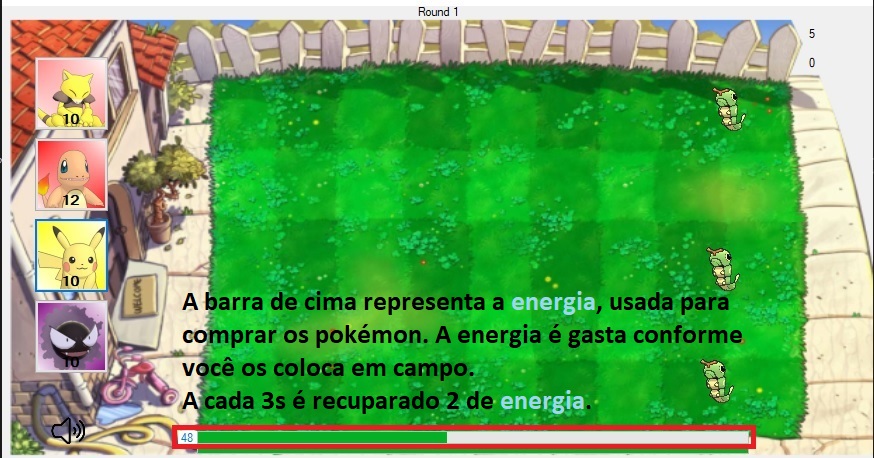 Round 1
5
0
10
12
10
10
WELCOME
A barra de cima representa a energia, usada para
comprar os pokémon. A energia é gasta conforme
você os coloca em campo.
A cada 3s é recuparado 2 de energia.
48